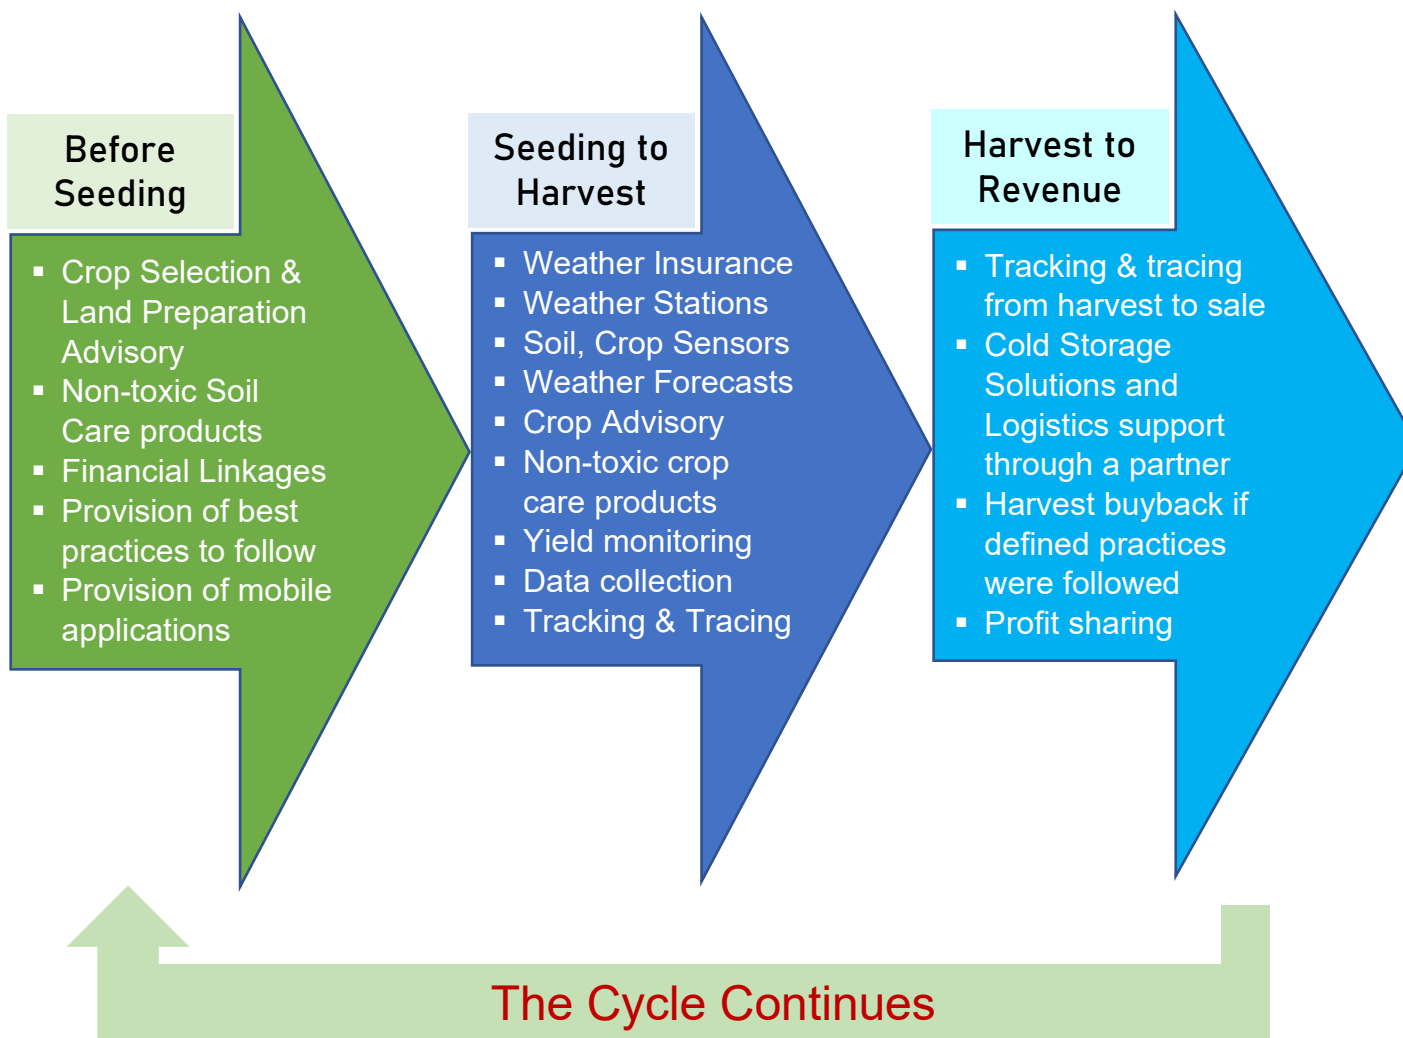 Before
Seeding
▪ Crop Selection &
Land Preparation
Advisory
▪ Non-toxic Soil
Care products
▪ Financial Linkages
▪ Provision of best
practices to follow
▪ Provision of mobile
applications
Seeding to
Harvest
▪ Weather Insurance
▪ Weather Stations
▪ Soil, Crop Sensors
▪ Weather Forecasts
▪ Crop Advisory
▪ Non-toxic crop
care products
▪ Yield monitoring
▪ Data collection
▪ Tracking & Tracing
Harvest to
Revenue
▪ Tracking & tracing
from harvest to sale
▪ Cold Storage
Solutions and
Logistics support
through a partner
▪ Harvest buyback if
defined practices
were followed
▪ Profit sharing
The Cycle Continues